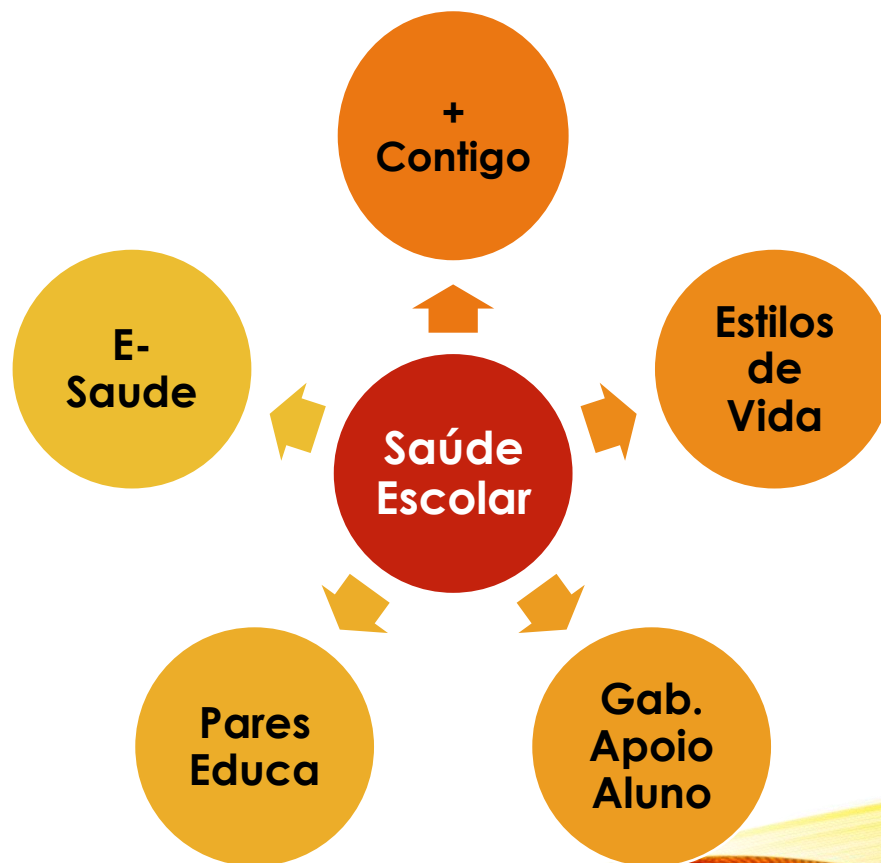 +
Contigo
E-
Saude
Estilos
de
Vida
Saúde
Escolar
Pares
Educa
Gab.
Apoio
Aluno